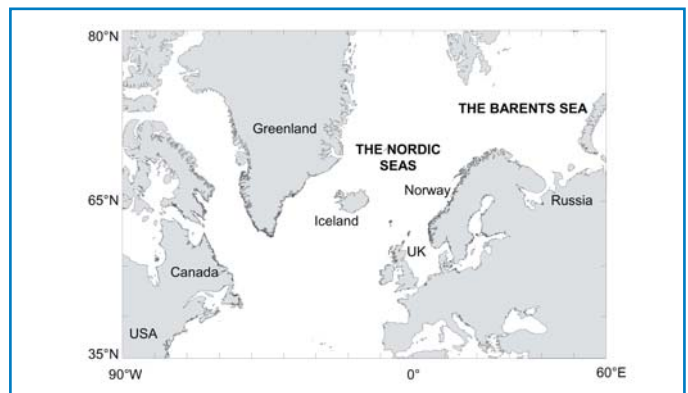 80°N
THE BARENTS SEA
Greenland
THE NORDIC
SEAS
65°N
Norway
Russia
Iceland
UK
Canada
USA
35°N
90°W
0°
60°E